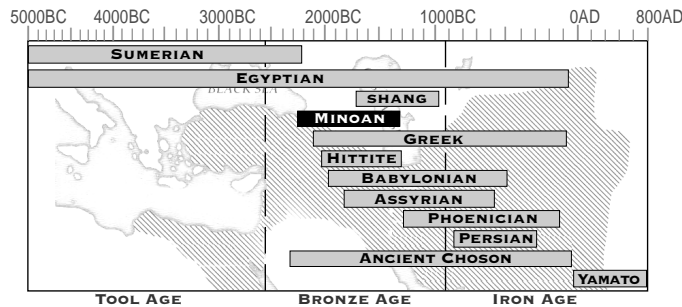 5000BC 4000BC 3000BC 2000BC 1000BC 0AD 800AD
SUMERIAN
EGYPTIAN
BLACK SEA
SHANG
MINOAN
GREEK
HITTITE
BABYLONIAN
ASSYRIAN
PHOENICIAN
PERSIAN
ANCIENT CHOSON
YAMATO
TOOL AGE BRONZE AGE IRON AGE